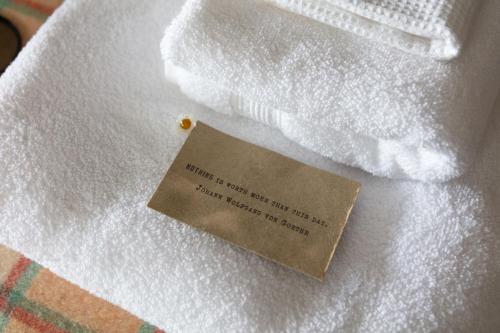 NOTHING IS WORTH MORE THAN THIS DAY.
JOHANN WOLFGANG VON GOETHE